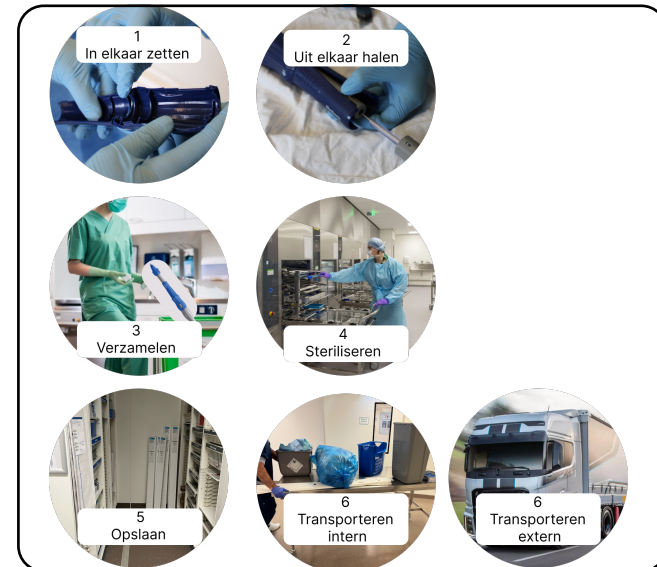 1
In elkaar zetten
2
Uit elkaar halen
3
Verzamelen
4
Steriliseren
5
Opslaan
6
Transporteren
intern
6
Transporteren
extern